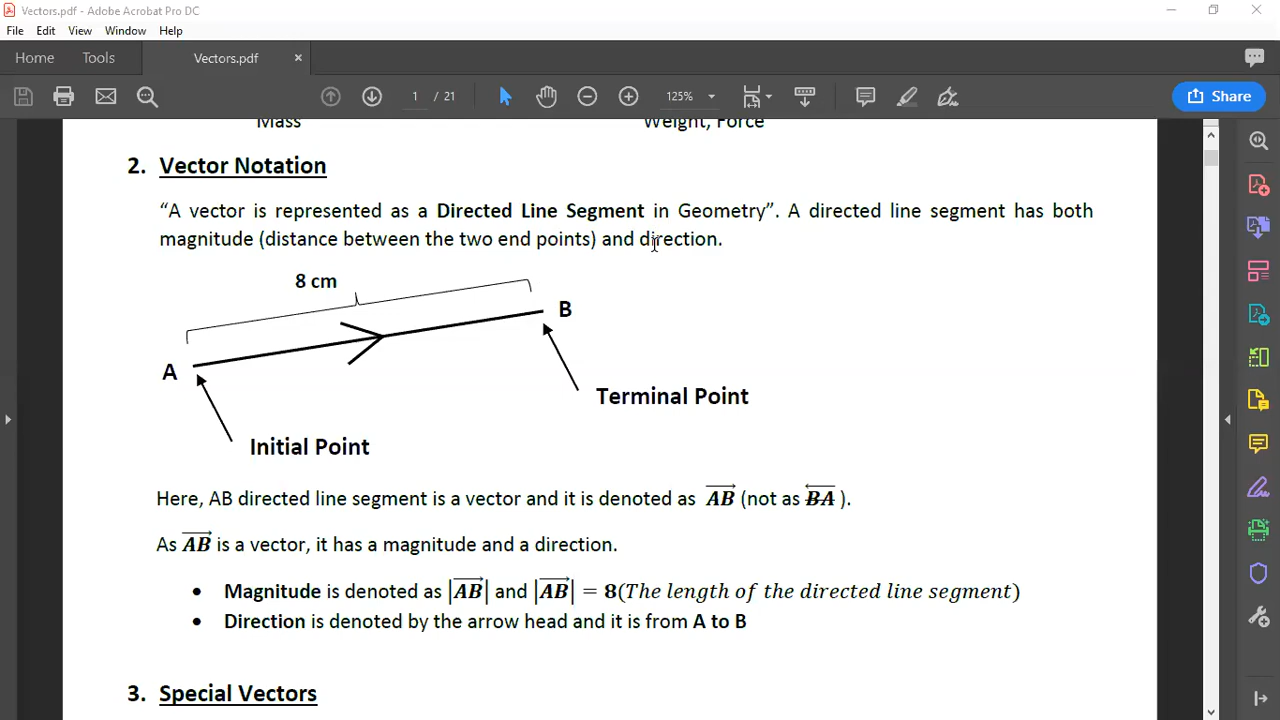 Vectors.pdf - Adobe Acrobat Pro DC
File Edit View Window Help
Home Tools Vectors.pdf ×
1 / 21 125% Share
Mass Weight, Force
2. Vector Notation
“A vector is represented as a Directed Line Segment in Geometry”. A directed line segment has both
magnitude (distance between the two end points) and direction.
8 cm
B
A
Terminal Point
Initial Point
Here, AB directed line segment is a vector and it is denoted as \overrightarrow{AB} (not as \overleftarrow{BA} ).
As \overrightarrow{AB} is a vector, it has a magnitude and a direction.
• Magnitude is denoted as |\overrightarrow{AB}| and |\overrightarrow{AB}| = 8(The length of the directed line segment)
• Direction is denoted by the arrow head and it is from A to B
3. Special Vectors